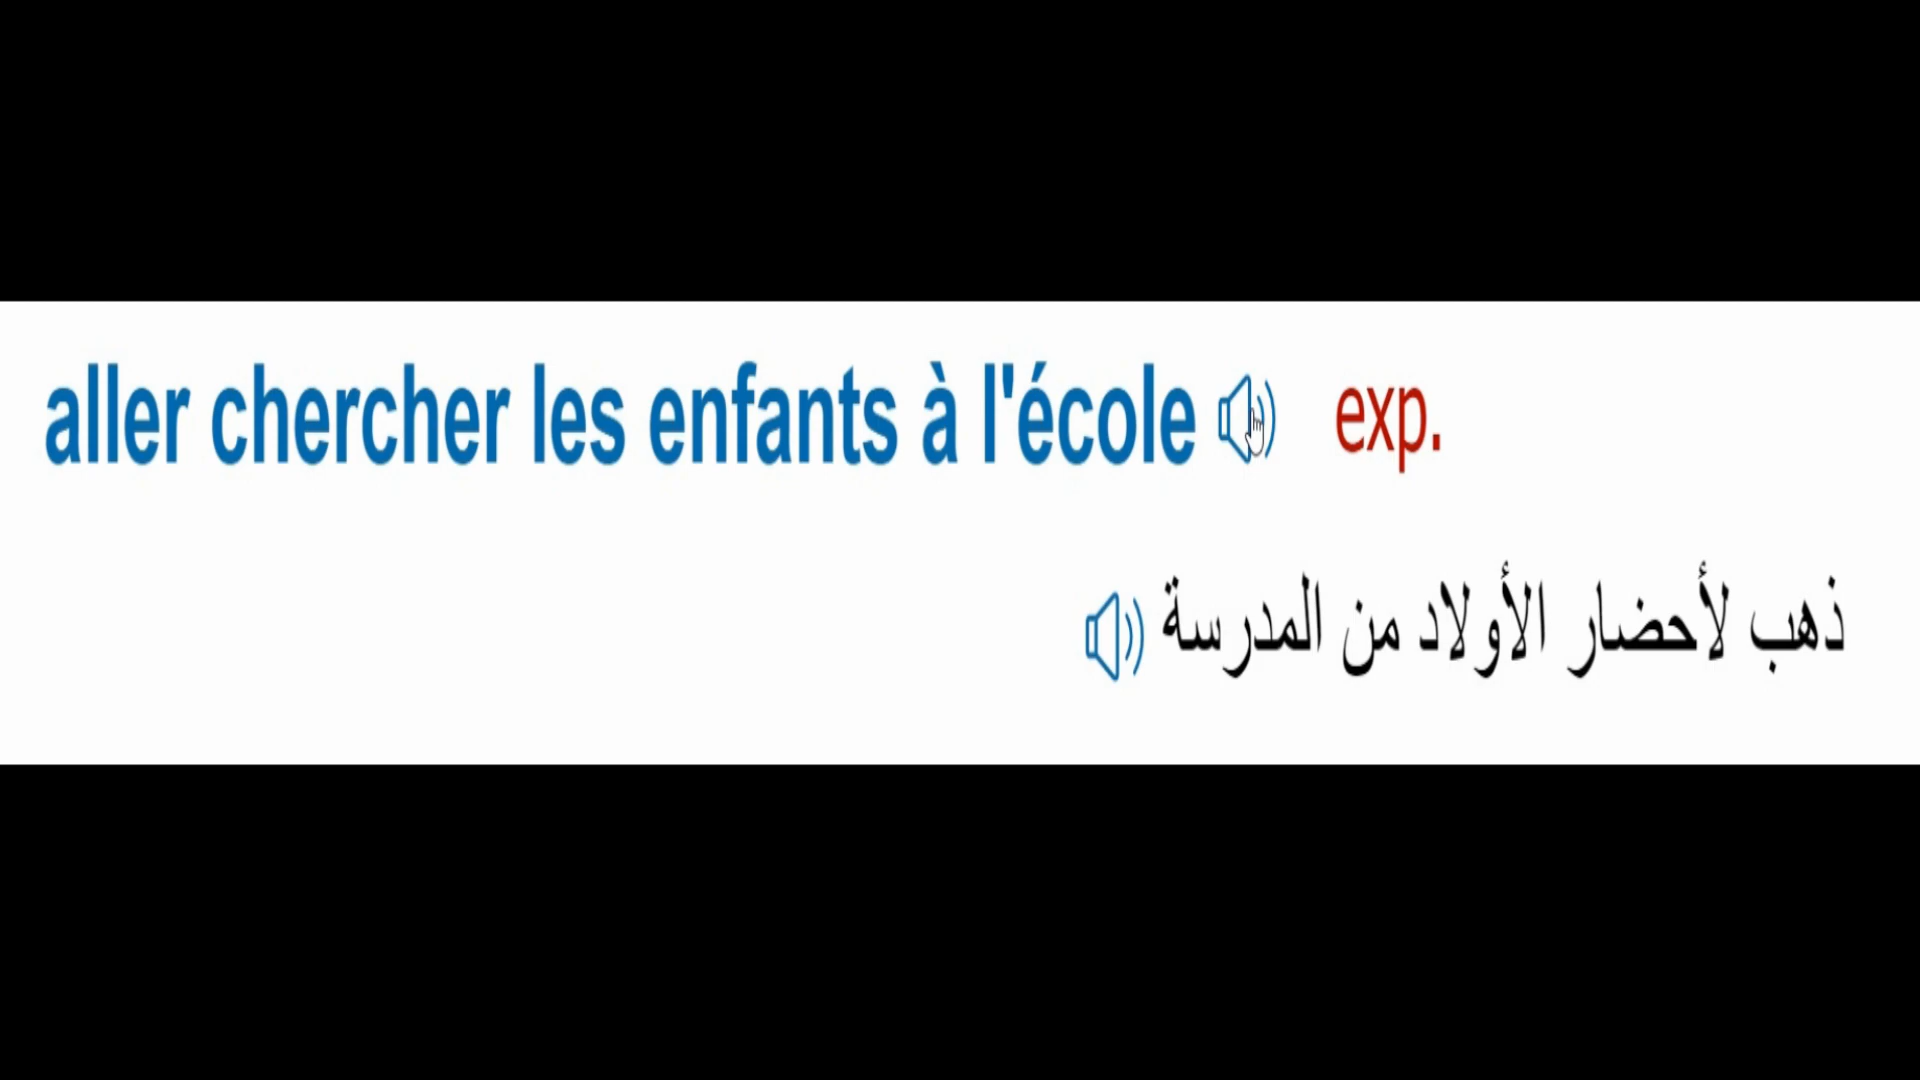 aller chercher les enfants à l'école exp.
ذهب لأحضار الأولاد من المدرسة